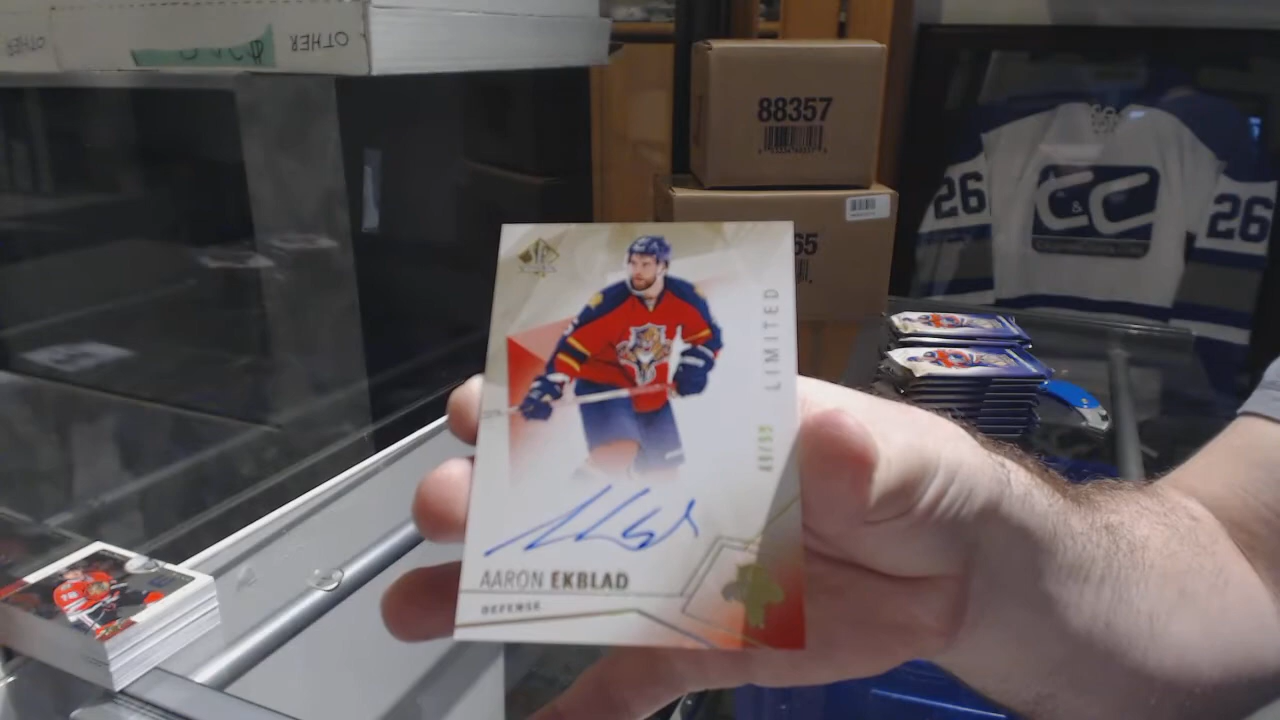 OTHER
OTHER
88357
65
26
C&C
26
LIMITED
AARON EKBLAD
DEFENSE